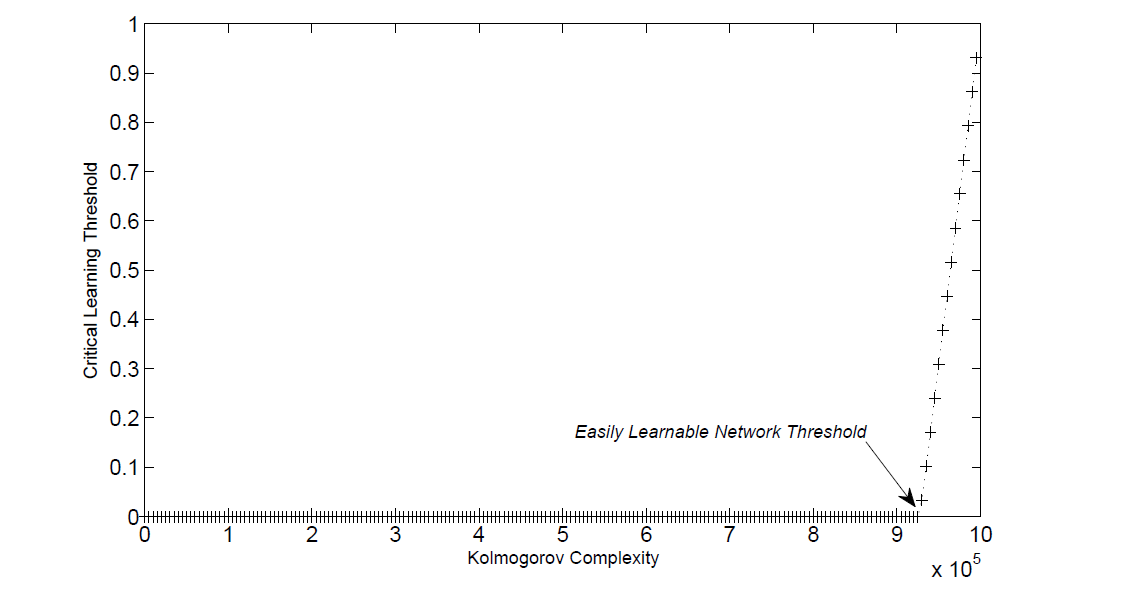 1
0.9
0.8
0.7
0.6
0.5
0.4
0.3
0.2
0.1
0
Critical Learning Threshold
Easily Learnable Network Threshold
0 1 2 3 4 5 6 7 8 9 10
Kolmogorov Complexity
x 10^5